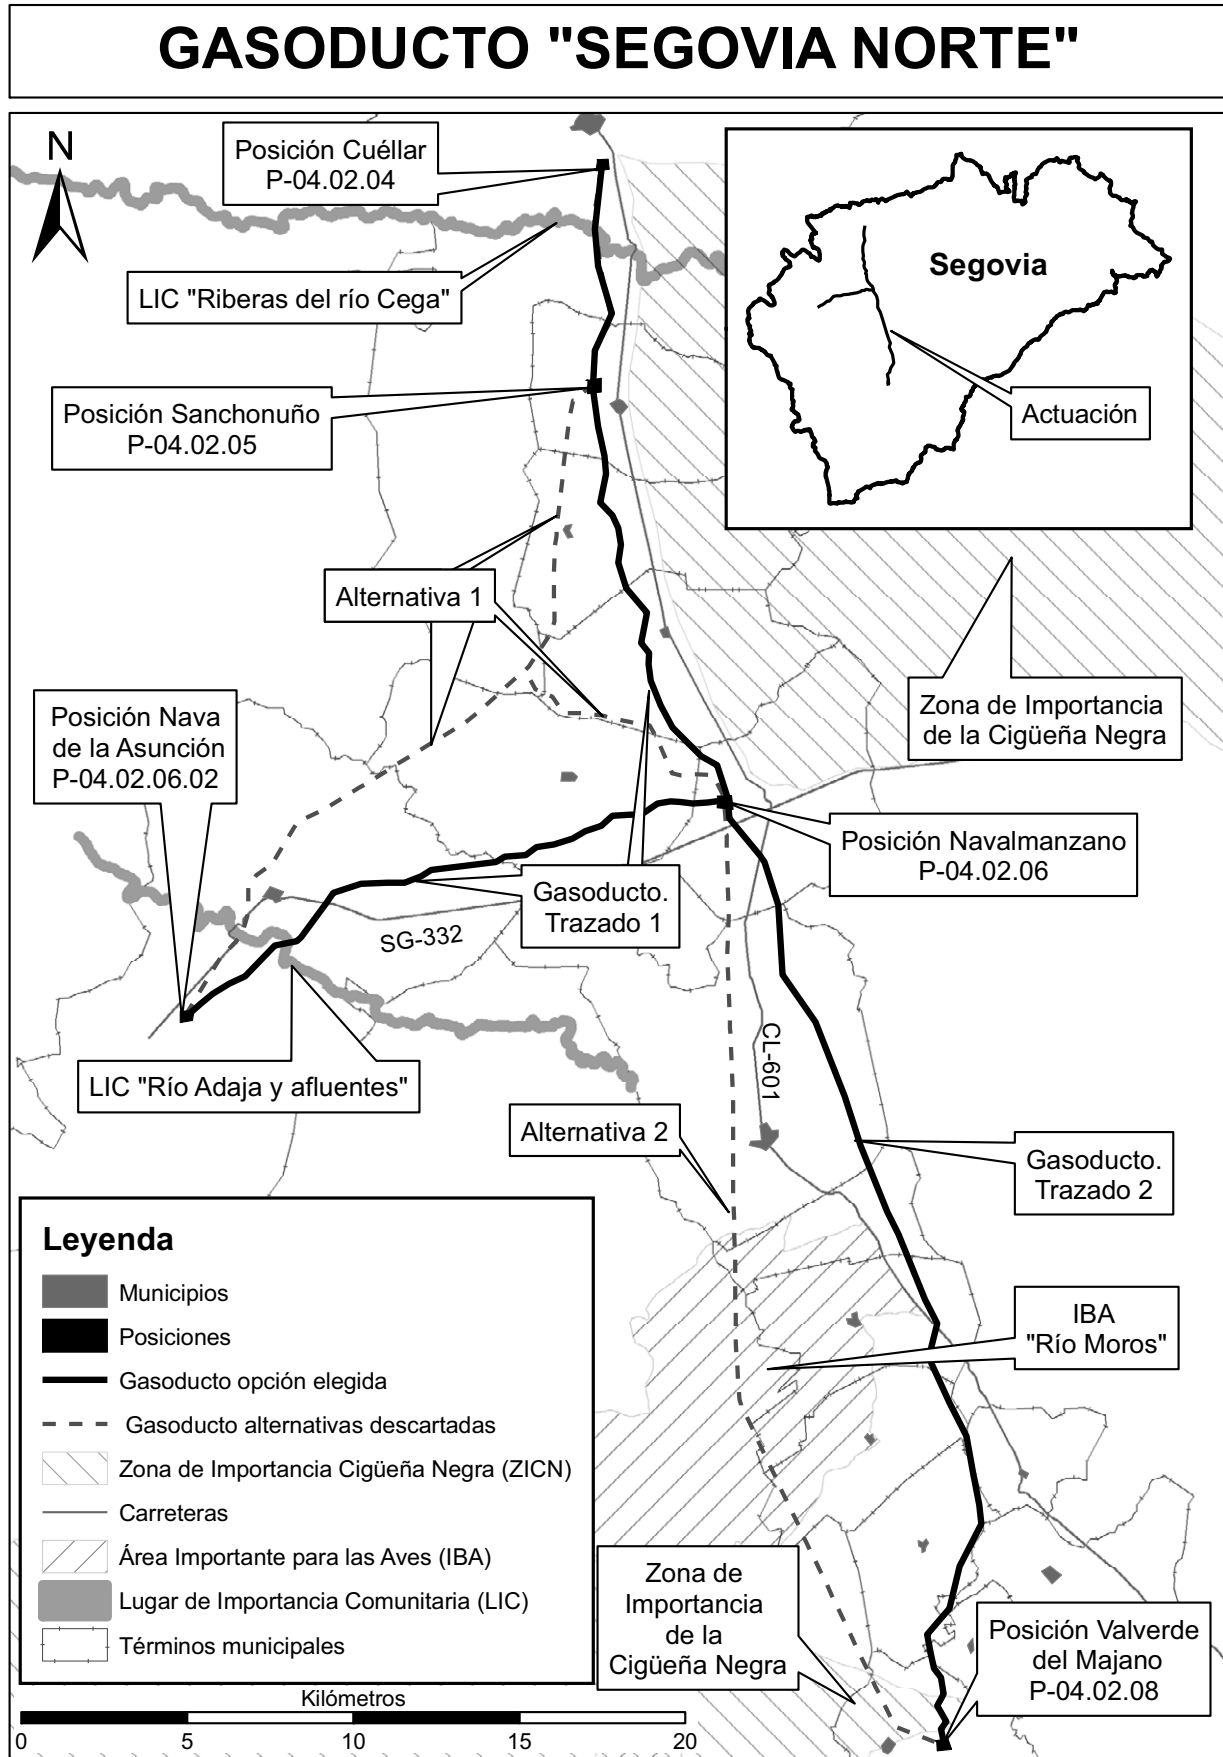 GASODUCTO "SEGOVIA NORTE"
N
Posición Cuéllar
P-04.02.04
LIC "Riberas del río Cega"
Segovia
Actuación
Posición Sanchonuño
P-04.02.05
Alternativa 1
Zona de Importancia
de la Cigüeña Negra
Posición Nava
de la Asunción
P-04.02.06.02
Posición Navalmanzano
P-04.02.06
Gasoducto.
Trazado 1
SG-332
CL-601
LIC "Río Adaja y afluentes"
Alternativa 2
Gasoducto.
Trazado 2
IBA
"Río Moros"
Leyenda
Municipios
Posiciones
Gasoducto opción elegida
Gasoducto alternativas descartadas
Zona de Importancia Cigüeña Negra (ZICN)
Carreteras
Área Importante para las Aves (IBA)
Lugar de Importancia Comunitaria (LIC)
Términos municipales
Zona de
Importancia
de la
Cigüeña Negra
Posición Valverde
del Majano
P-04.02.08
Kilómetros
0 5 10 15 20